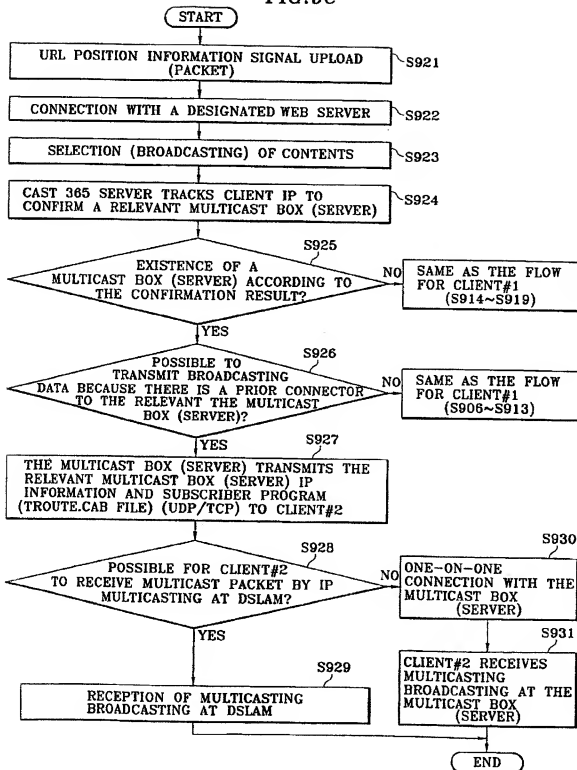 FIG.9C
START
URL POSITION INFORMATION SIGNAL UPLOAD
(PACKET)
S921
CONNECTION WITH A DESIGNATED WEB SERVER
S922
SELECTION (BROADCASTING) OF CONTENTS
S923
CAST 365 SERVER TRACKS CLIENT IP TO
CONFIRM A RELEVANT MULTICAST BOX (SERVER)
S924
S925
EXISTENCE OF A
MULTICAST BOX (SERVER) ACCORDING TO
THE CONFIRMATION RESULT?
NO
SAME AS THE FLOW
FOR CLIENT#1
(S914~S919)
YES
S926
POSSIBLE TO
TRANSMIT BROADCASTING
DATA BECAUSE THERE IS A PRIOR CONNECTOR
TO THE RELEVANT THE MULTICAST
BOX (SERVER)?
NO
SAME AS THE FLOW
FOR CLIENT#1
(S906~S913)
YES
S927
THE MULTICAST BOX (SERVER) TRANSMITS THE
RELEVANT MULTICAST BOX (SERVER) IP
INFORMATION AND SUBSCRIBER PROGRAM
(TROUTE.CAB FILE) (UDP/TCP) TO CLIENT#2
S928
POSSIBLE FOR CLIENT#2
TO RECEIVE MULTICAST PACKET BY IP
MULTICASTING AT DSLAM?
NO
S930
ONE-ON-ONE
CONNECTION WITH THE
MULTICAST BOX
(SERVER)
YES
S931
CLIENT#2 RECEIVES
MULTICASTING
BROADCASTING AT THE
MULTICAST BOX
(SERVER)
S929
RECEPTION OF MULTICASTING
BROADCASTING AT DSLAM
END